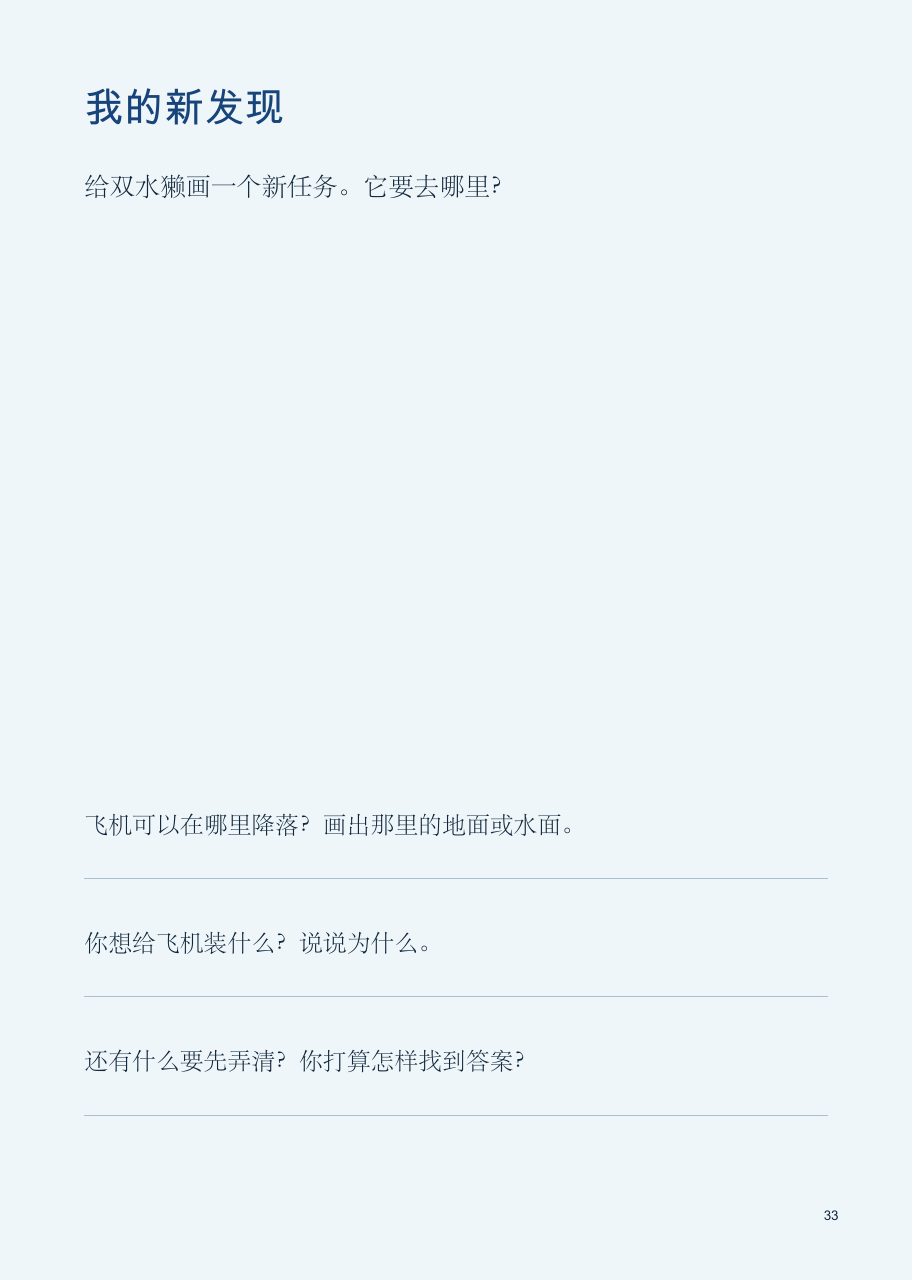 我的新发现
给双水獭画一个新任务。它要去哪里？
飞机可以在哪里降落？画出那里的地面或水面。
你想给飞机装什么？说说为什么。
还有什么要先弄清？你打算怎样找到答案？
33